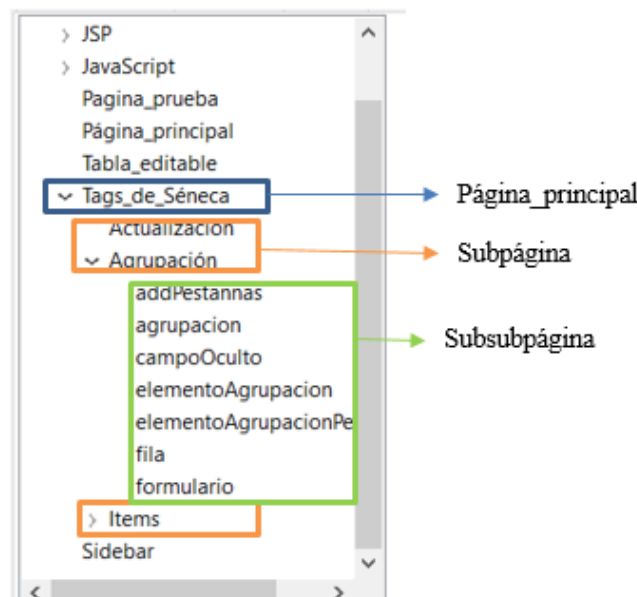 JSP
JavaScript
Pagina_prueba
Página_principal
Tabla_editable
Tags_de_Séneca
Página_principal
Actualización
Subpágina
Agrupación
addPestannas
agrupacion
Subsubpágina
campoOculto
elementoAgrupacion
elementoAgrupacionPe
fila
formulario
Items
Sidebar